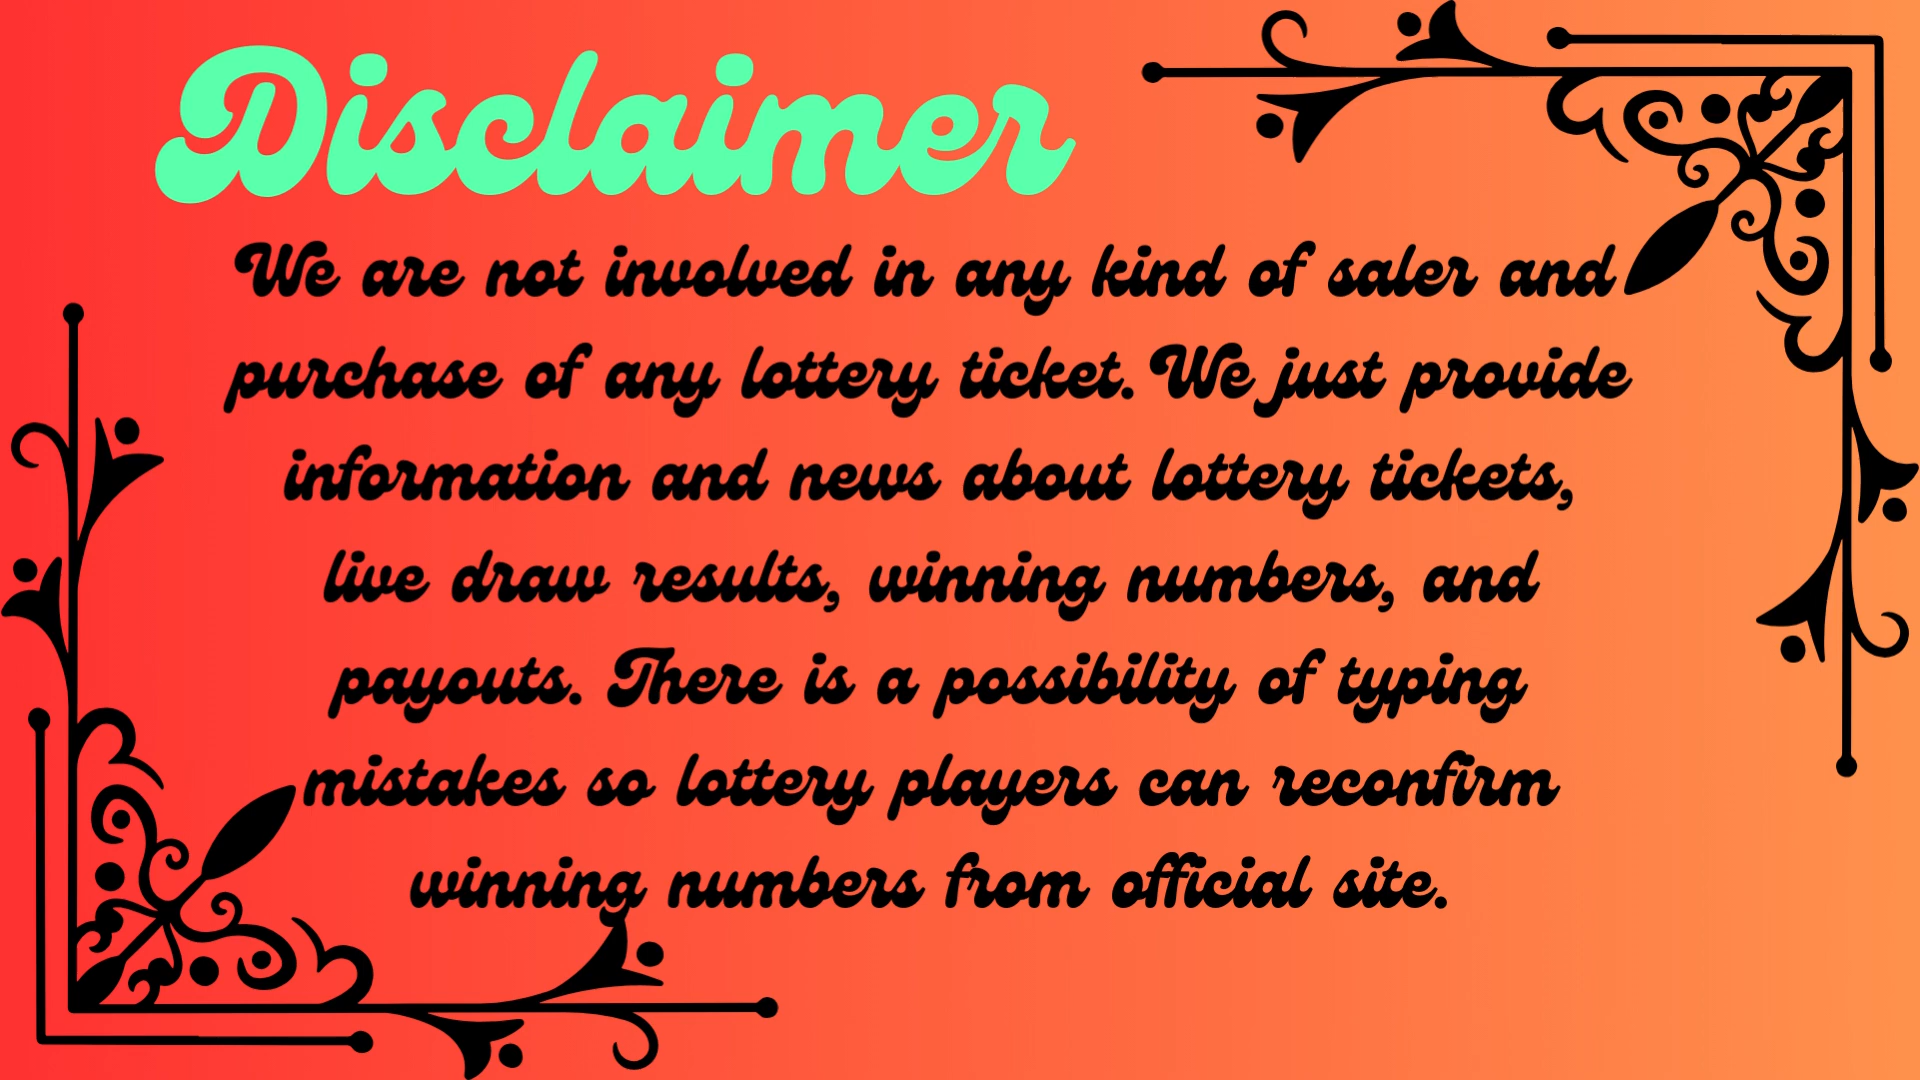 Disclaimer
We are not involved in any kind of saler and
purchase of any lottery ticket. We just provide
information and news about lottery tickets,
live draw results, winning numbers, and
payouts. There is a possibility of typing
mistakes so lottery players can reconfirm
winning numbers from official site.